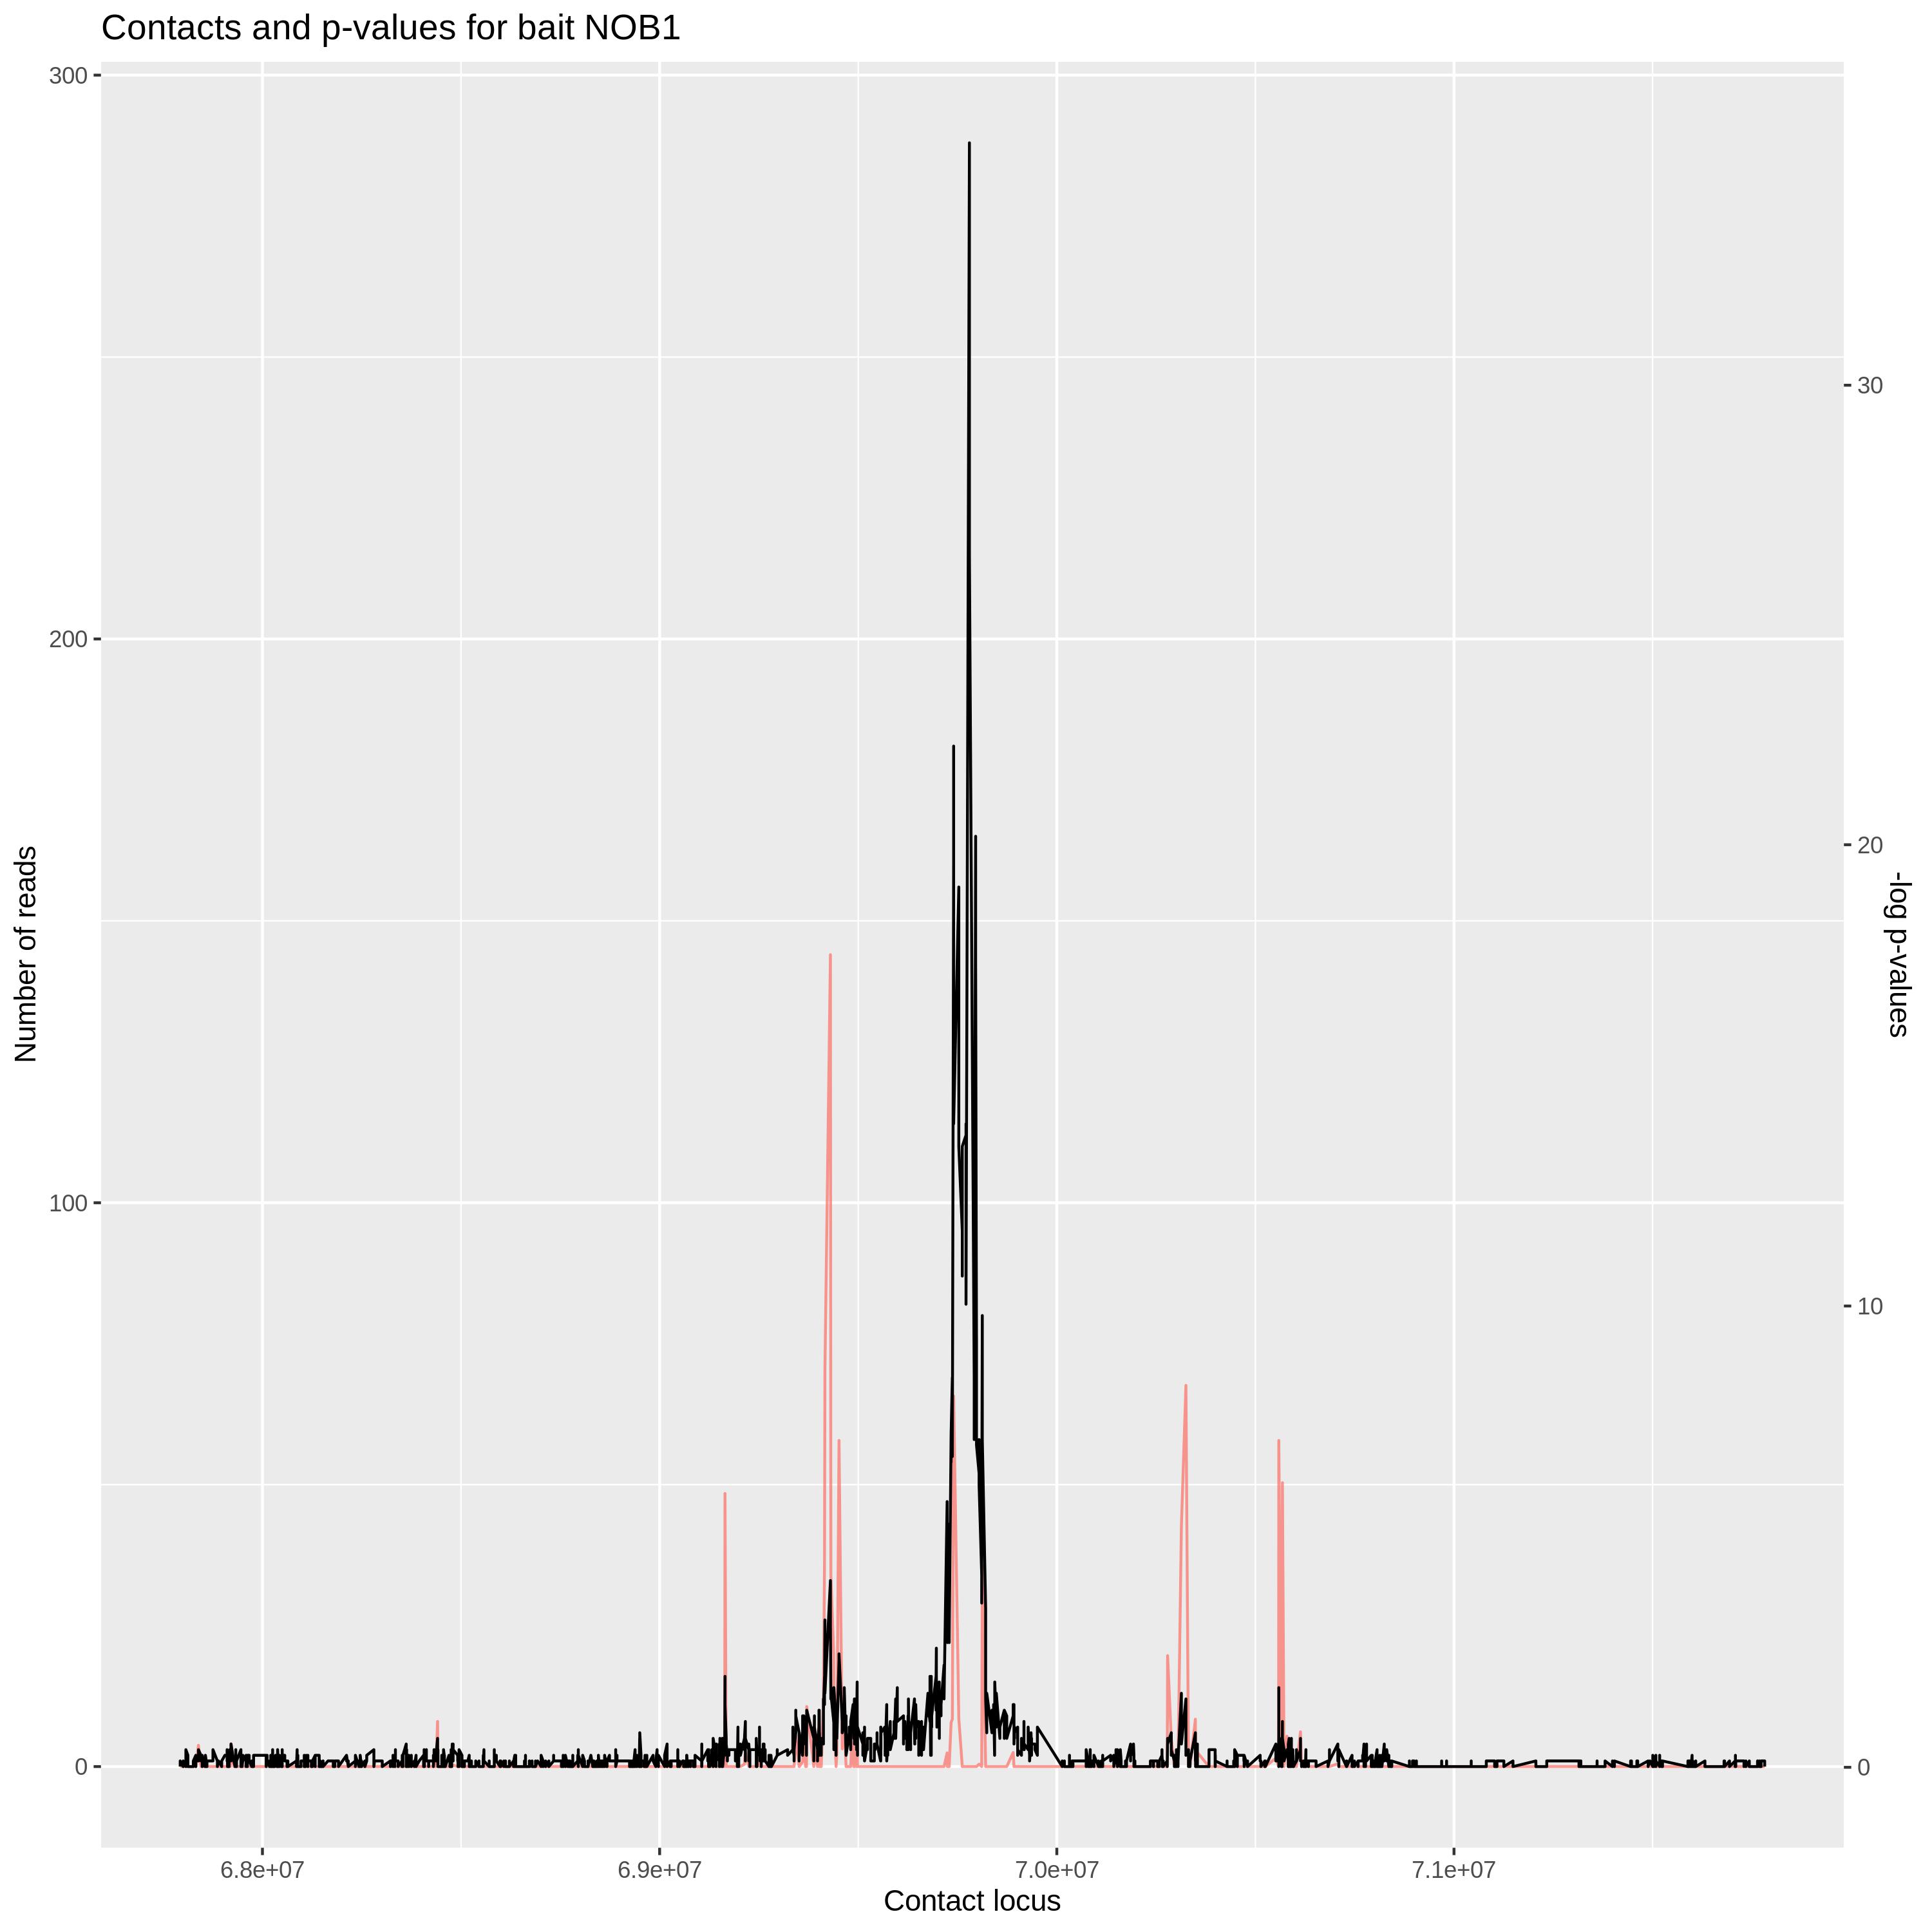 Contacts and p-values for bait NOB1
300
200
100
0
Number of reads
30
20
10
0
-log p-values
6.8e+07
6.9e+07
7.0e+07
7.1e+07
Contact locus